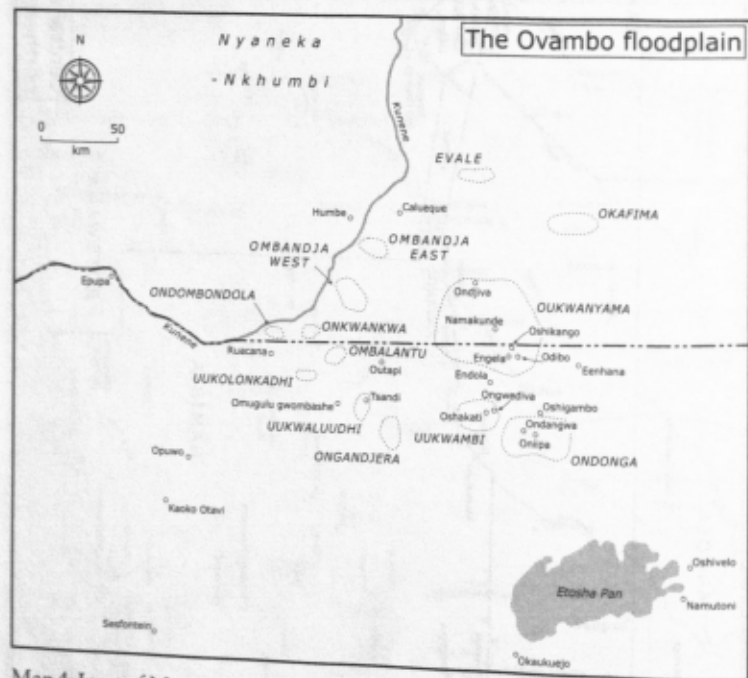 The Ovambo floodplain
N
Nyaneka
-Nkhumbi
0 50
km
Kunene
EVALE
Humbe
Calueque
OKAFIMA
OMBANDJA
WEST
OMBANDJA
EAST
Epupa
Ondjiva
ONDOMBONDOLA
OUKWANYAMA
Namakunde
Kunene
ONKWANKWA
Oshikango
Ruacana
OMBALANTU
Engela
Odibo
Outapi
Eenhana
UUKOLONKADHI
Endola
Omugulu gwombashe
Tsandi
Ongwediva
Oshakati
Oshigambo
UUKWALUUDHI
UUKWAMBI
Ondangwa
Oniipa
ONGANDJERA
ONDONGA
Opuwo
Kaoko Otavi
Oshivelo
Etosha Pan
Namutoni
Sesfontein
Okaukuejo
Map 4